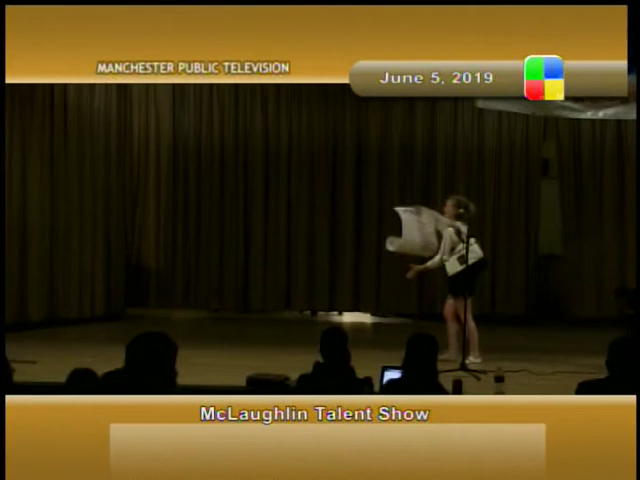 MANCHESTER PUBLIC TELEVISION
June 5, 2019
McLaughlin Talent Show